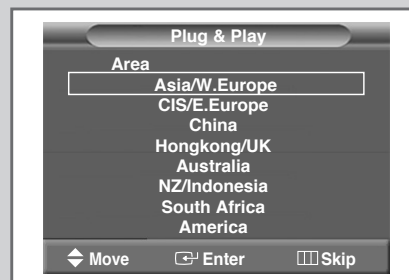 Plug & Play
Area
Asia/W.Europe
CIS/E.Europe
China
Hongkong/UK
Australia
NZ/Indonesia
South Africa
America
Move Enter Skip